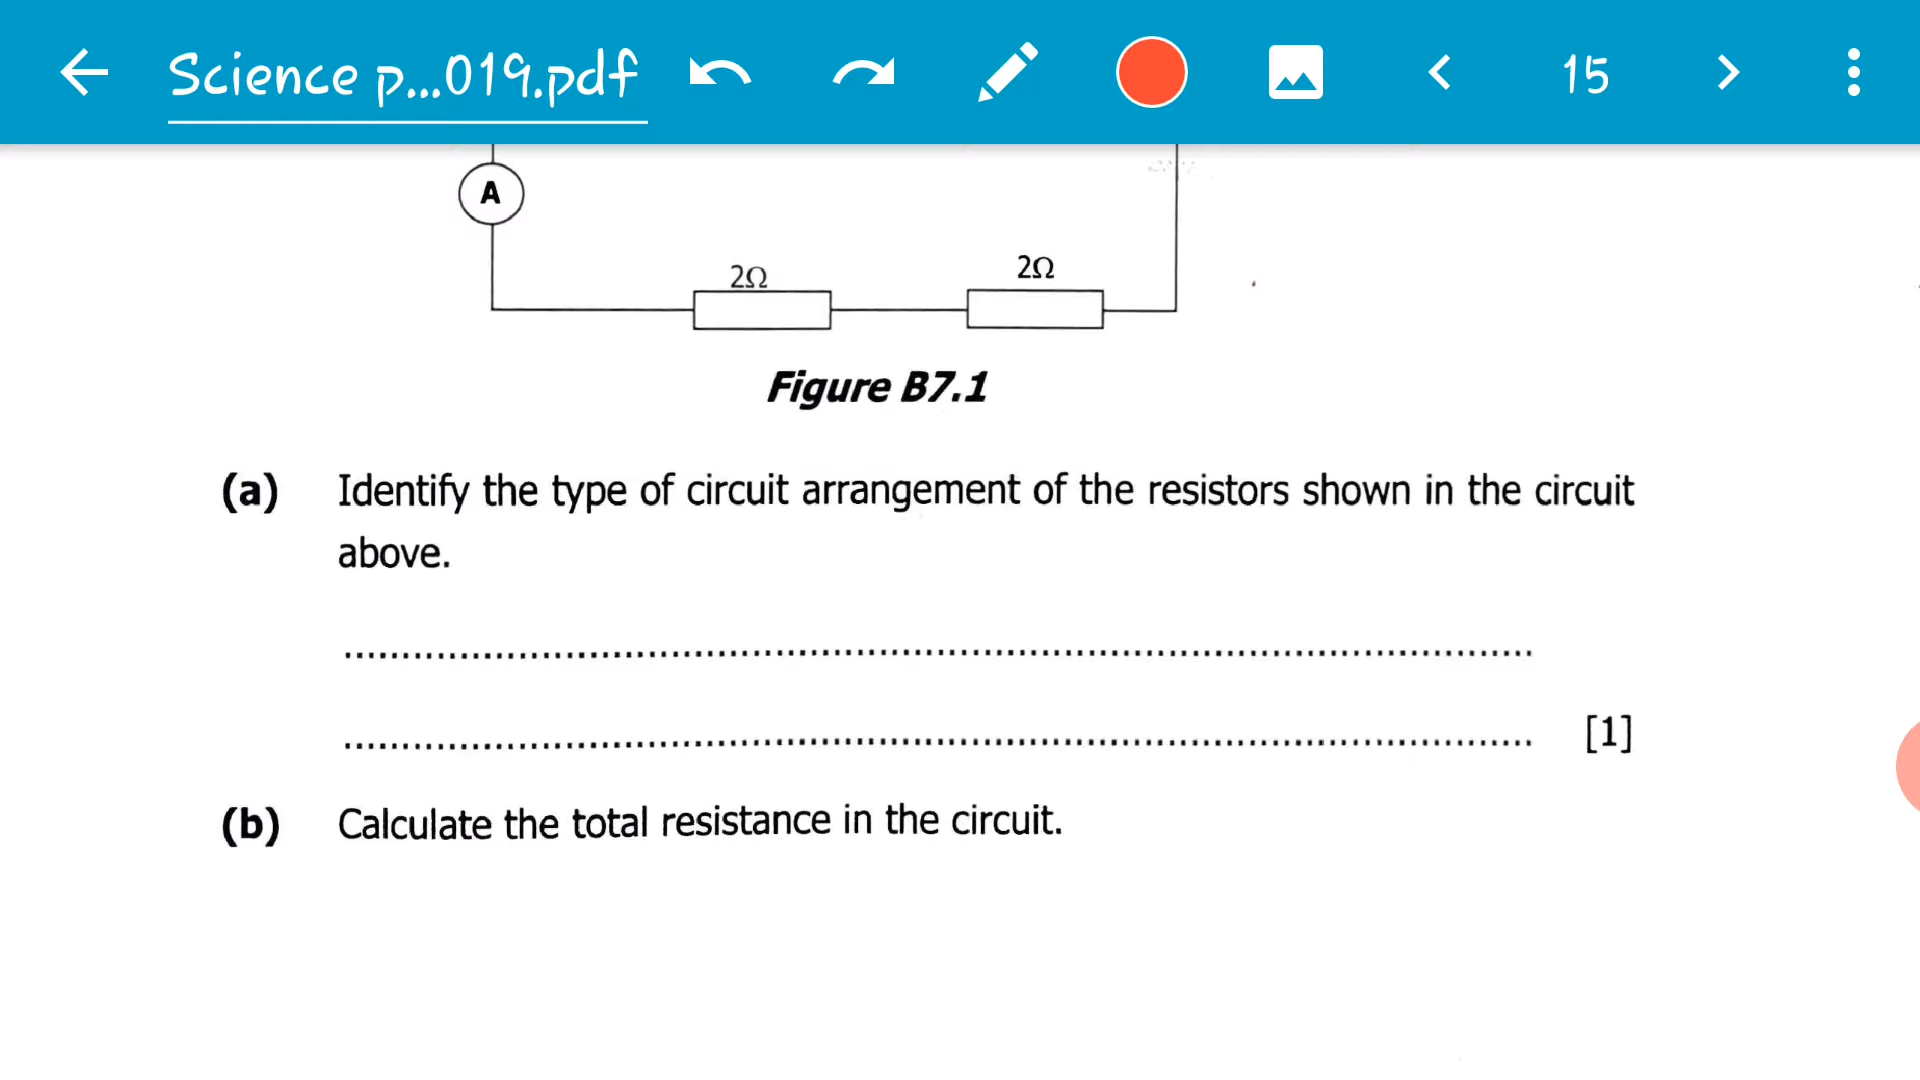 Science p...019.pdf
15
A
2Ω
2Ω
Figure B7.1
(a) Identify the type of circuit arrangement of the resistors shown in the circuit
above.
[1]
(b) Calculate the total resistance in the circuit.